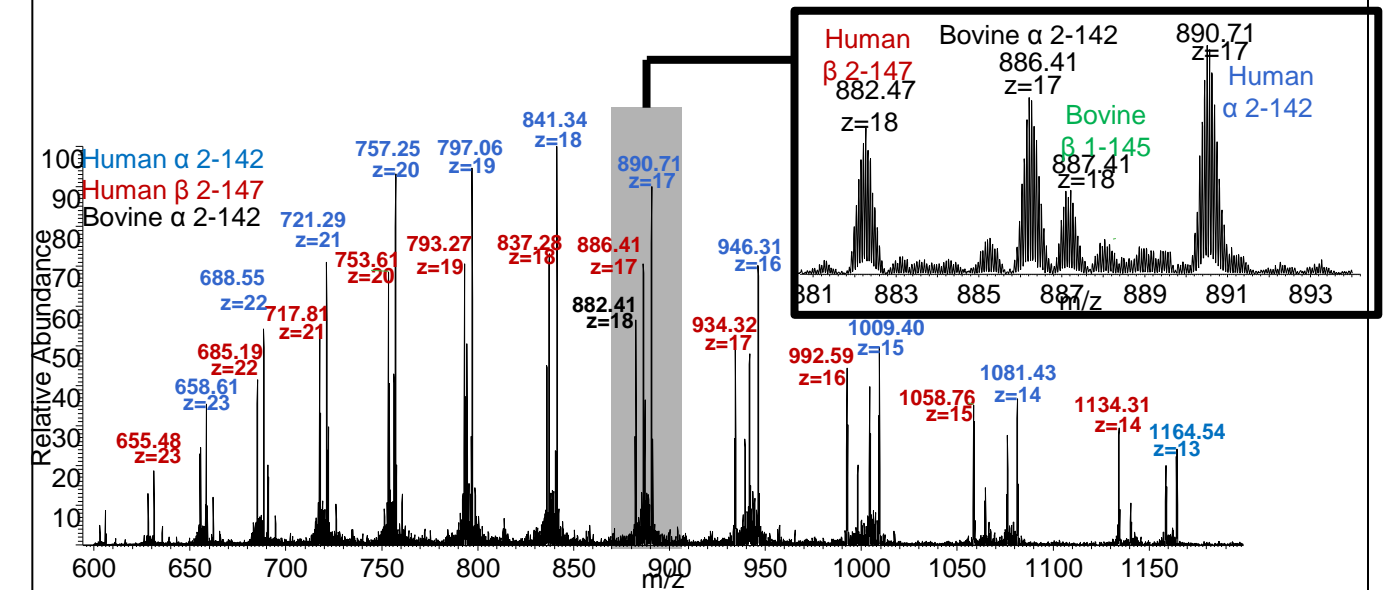 Human α 2-142
Human β 2-147
Bovine α 2-142
Relative Abundance
100
90
80
70
60
50
40
30
20
10
655.48
z=23
658.61
z=23
685.19
z=22
688.55
z=22
717.81
z=21
721.29
z=21
753.61
z=20
757.25
z=20
793.27
z=19
797.06
z=19
837.28
z=18
841.34
z=18
882.41
z=18
886.41
z=17
890.71
z=17
934.32
z=17
946.31
z=16
992.59
z=16
1009.40
z=15
1058.76
z=15
1081.43
z=14
1134.31
z=14
1164.54
z=13
600 650 700 750 800 850 900 950 1000 1050 1100 1150
m/z
Human
β 2-147
882.47
z=18
Bovine α 2-142
886.41
z=17
Bovine
β 1-145
887.41
z=18
890.71
z=17
Human
α 2-142
881 883 885 887 889 891 893
m/z